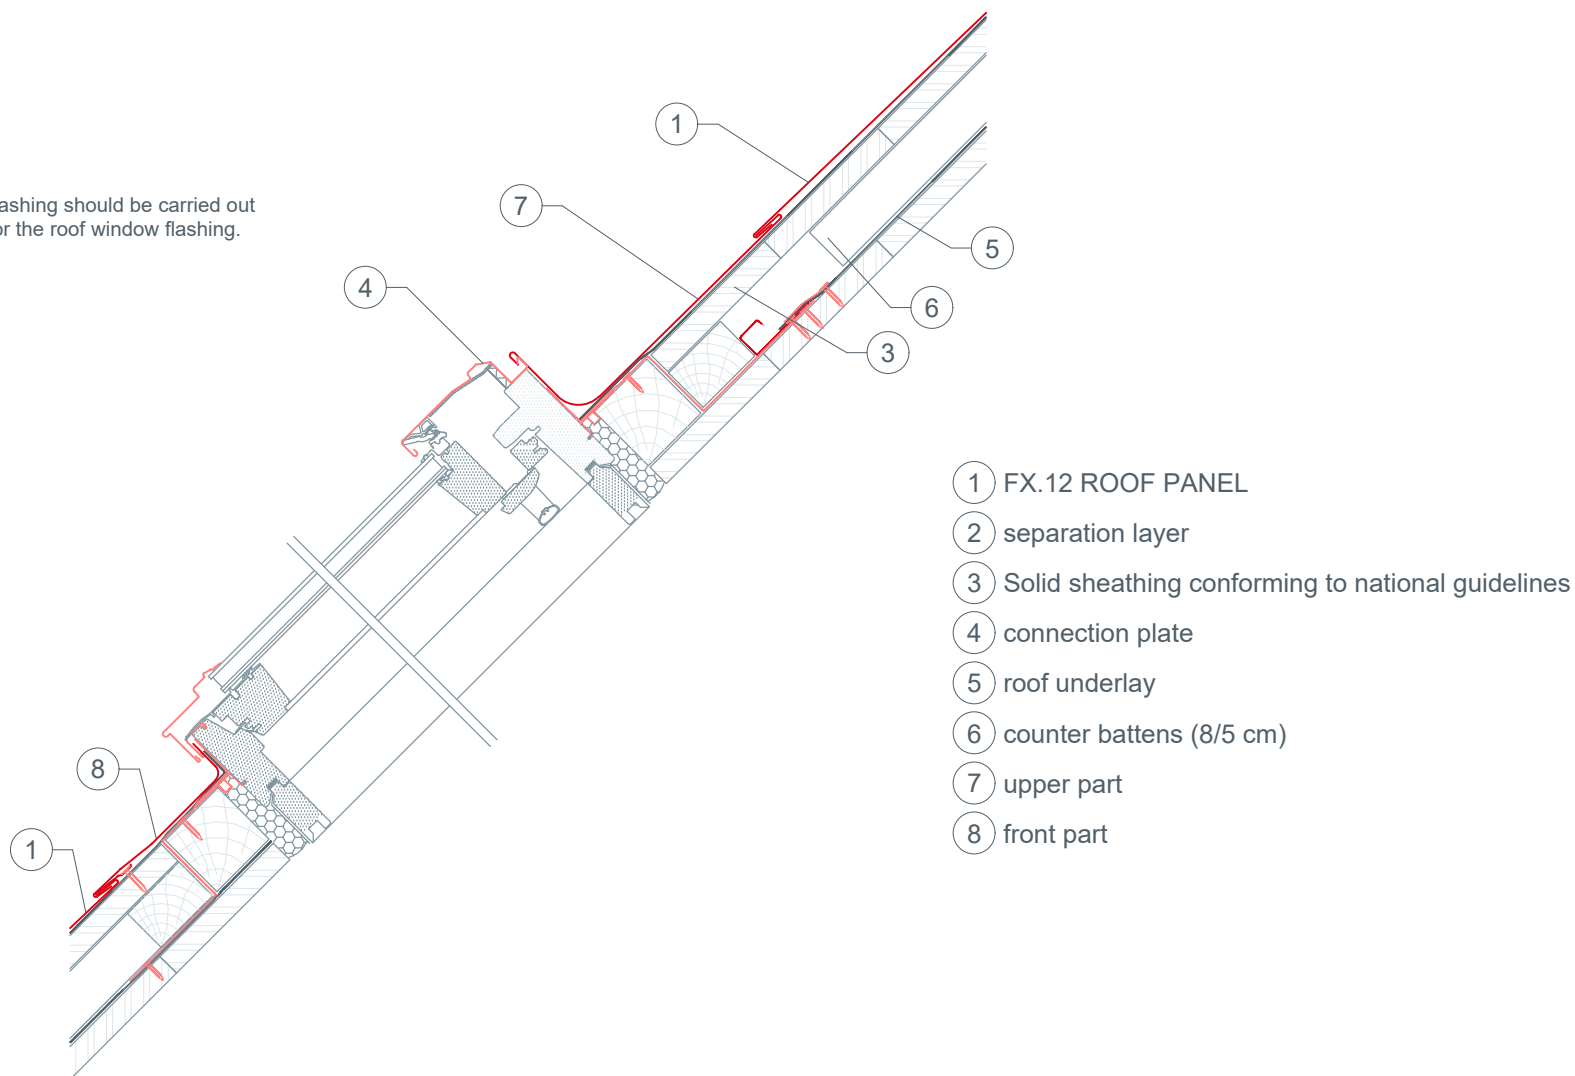 1
7
ashing should be carried out
or the roof window flashing.
5
4
6
3
1 FX.12 ROOF PANEL
2 separation layer
3 Solid sheathing conforming to national guidelines
4 connection plate
5 roof underlay
6 counter battens (8/5 cm)
7 upper part
8 front part
8
1